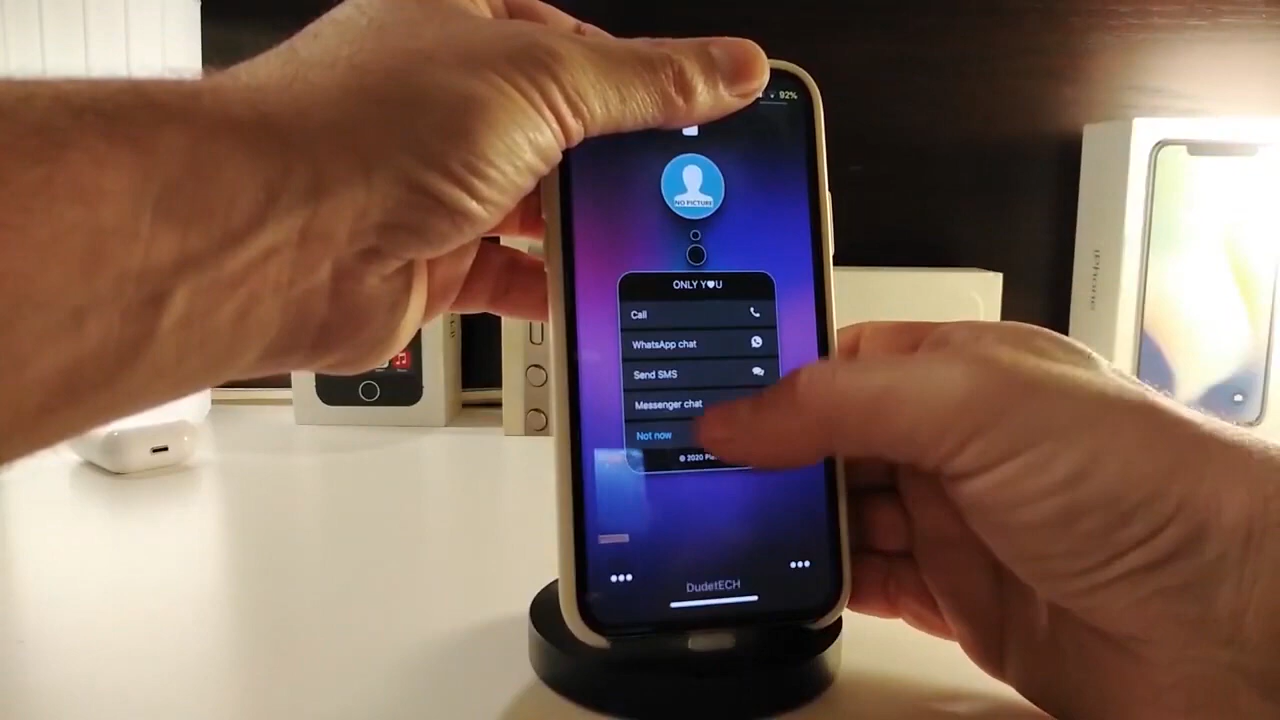 92%
NO PICTURE
ONLY Y♥U
Call
WhatsApp chat
Send SMS
Messenger chat
Not now
© 2020
DudetECH
iPhone